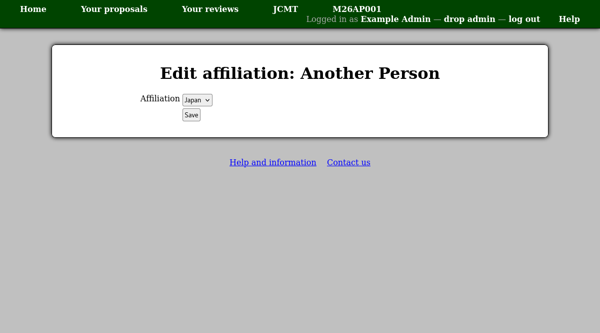 Home Your proposals Your reviews JCMT M26AP001
Logged in as Example Admin — drop admin — log out Help
Edit affiliation: Another Person
Affiliation Japan
Save
Help and information Contact us